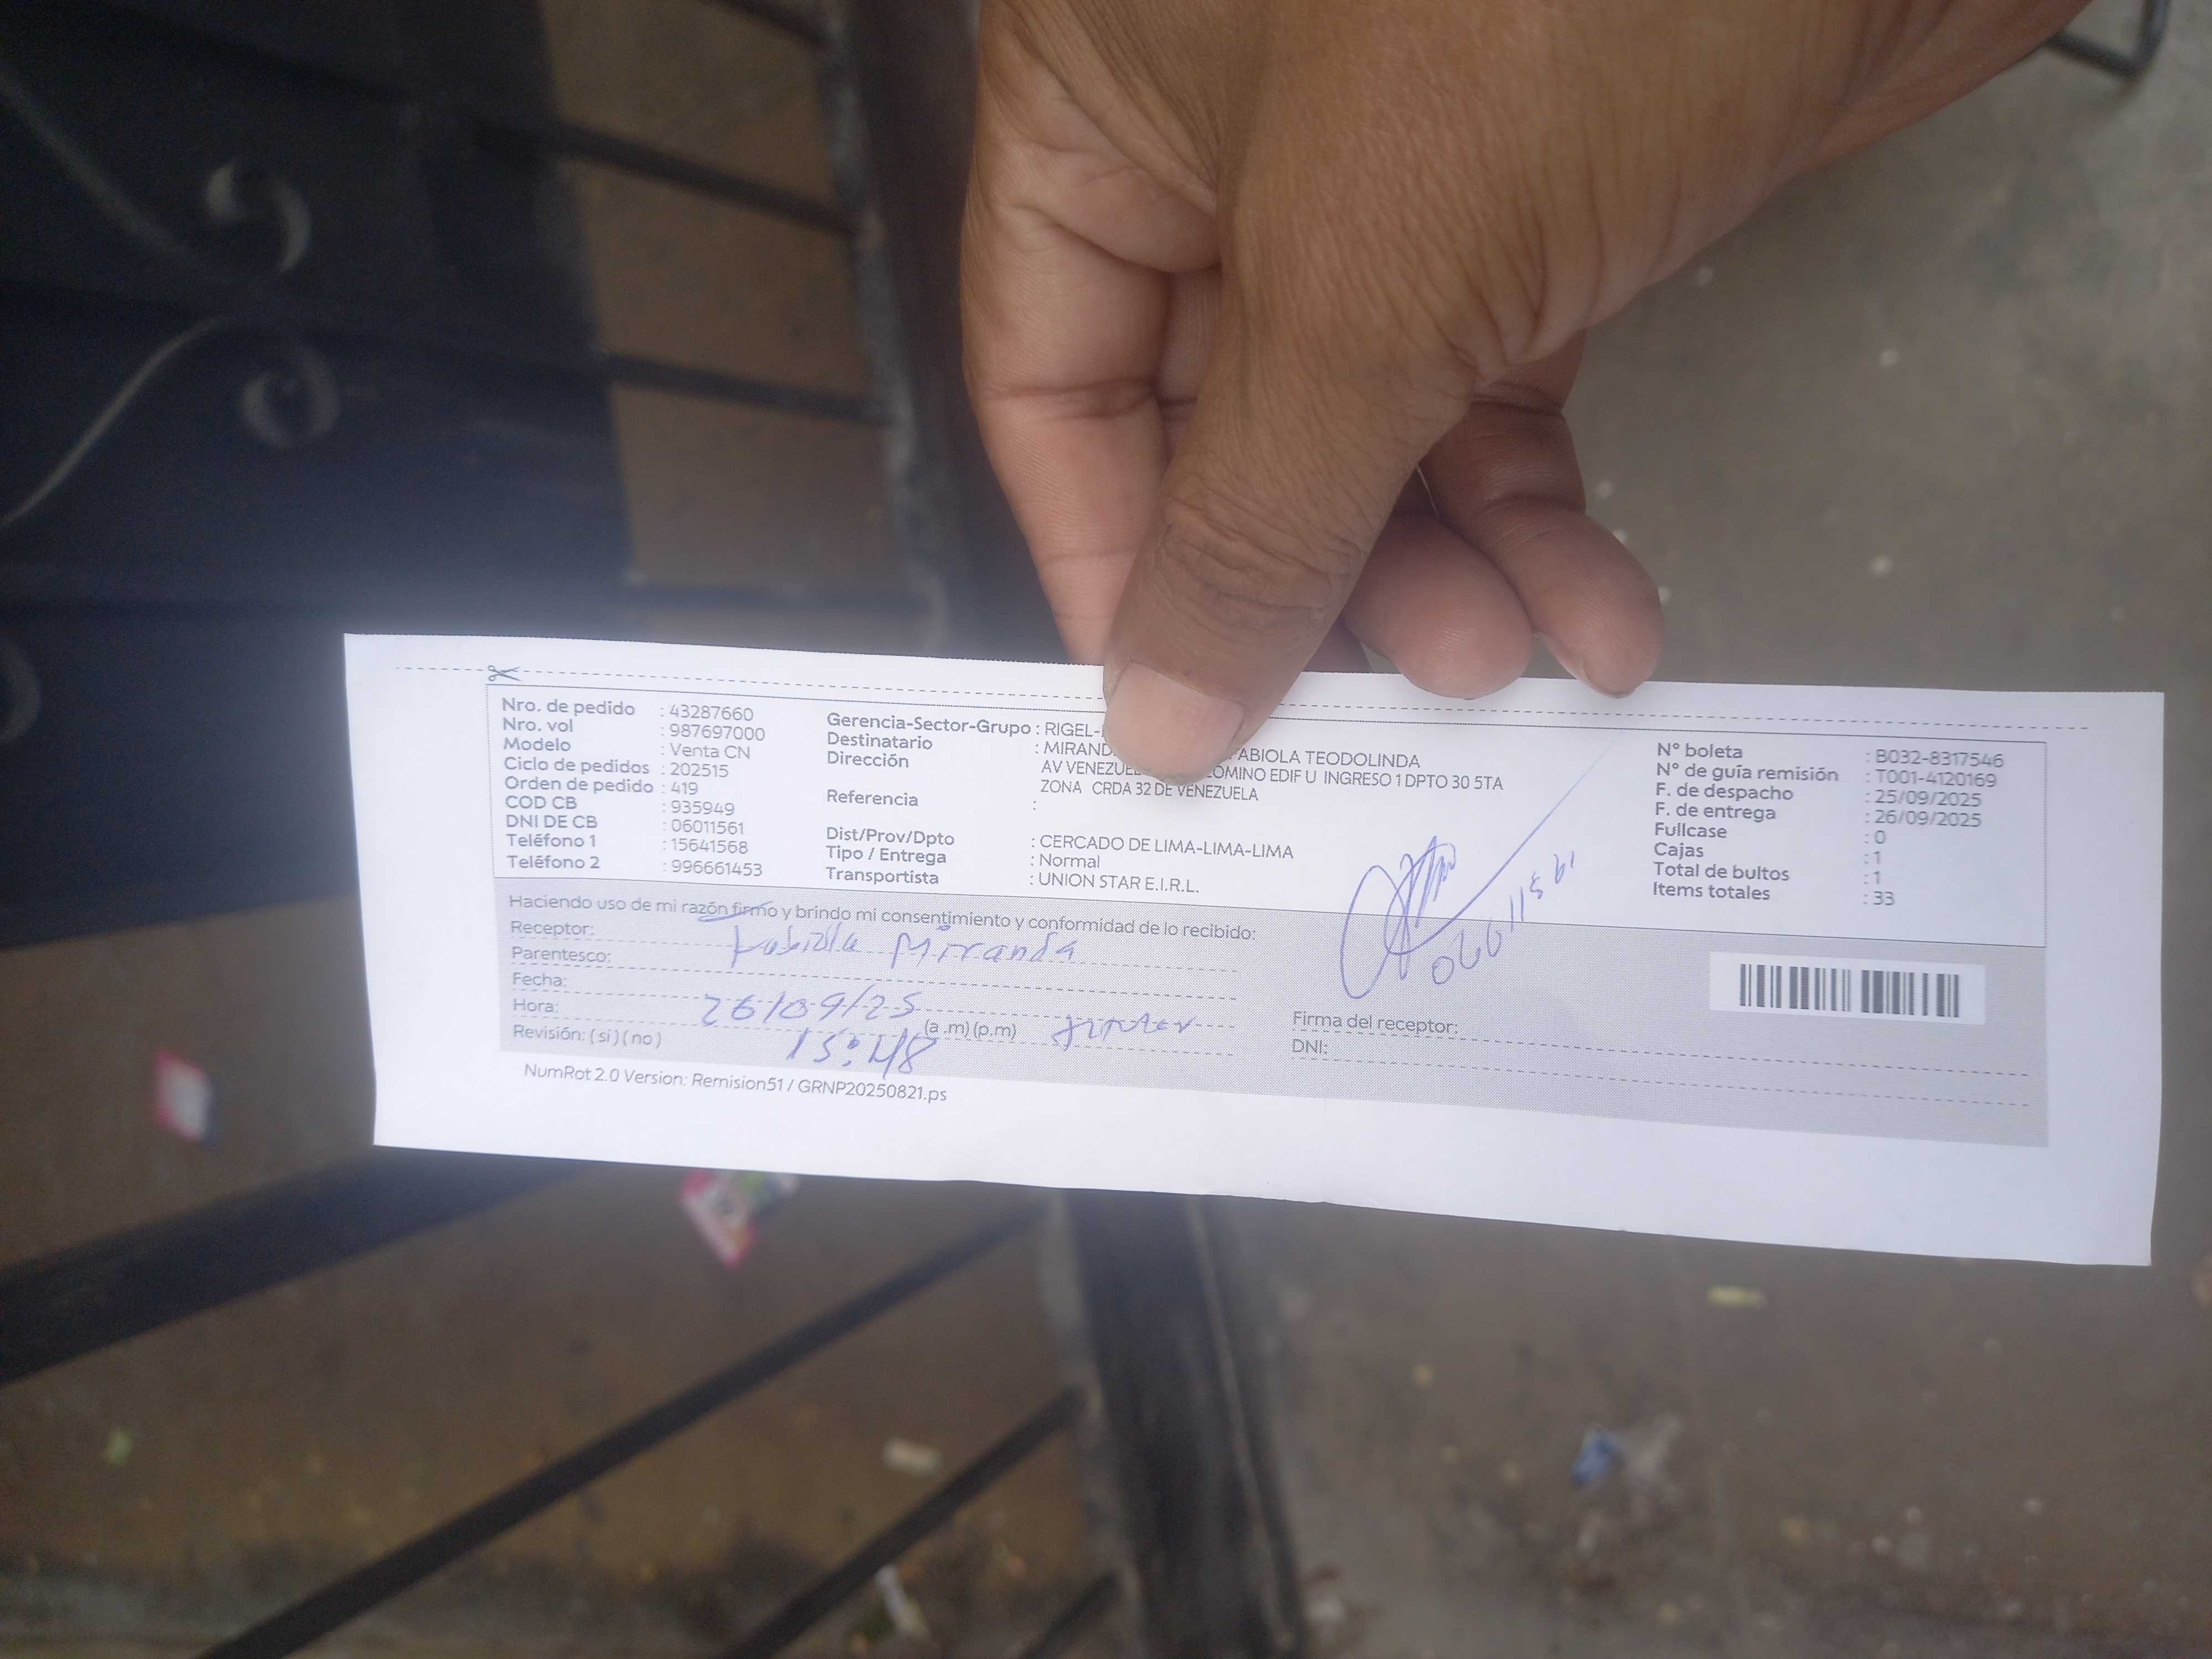 Nro. de pedido : 43287660
Nro. vol : 987697000
Modelo : Venta CN
Ciclo de pedidos : 202515
Orden de pedido : 419
COD CB : 935949
DNI DE CB : 06011561
Teléfono 1 : 15641568
Teléfono 2 : 996661453
Gerencia-Sector-Grupo : RIGEL-
Destinatario : MIRAND ABIOLA TEODOLINDA
Dirección AV VENEZUEL OMINO EDIF U INGRESO 1 DPTO 30 5TA
ZONA CRDA 32 DE VENEZUELA
Referencia :
Dist/Prov/Dpto : CERCADO DE LIMA-LIMA-LIMA
Tipo / Entrega : Normal
Transportista : UNION STAR E.I.R.L.
N° boleta : B032-8317546
N° de guía remisión : T001-4120169
F. de despacho : 25/09/2025
F. de entrega : 26/09/2025
Fullcase : 0
Cajas : 1
Total de bultos : 1
Items totales : 33
Haciendo uso de mi razón firmo y brindo mi consentimiento y conformidad de lo recibido:
Receptor: Fabiola Miranda
Parentesco:
Fecha: 26/09/25
Hora: 15:48 (a .m) (p.m)
Revisión: ( si ) ( no )
06011561
Firma del receptor:
DNI:
NumRot 2.0 Version: Remision51 / GRNP20250821.ps